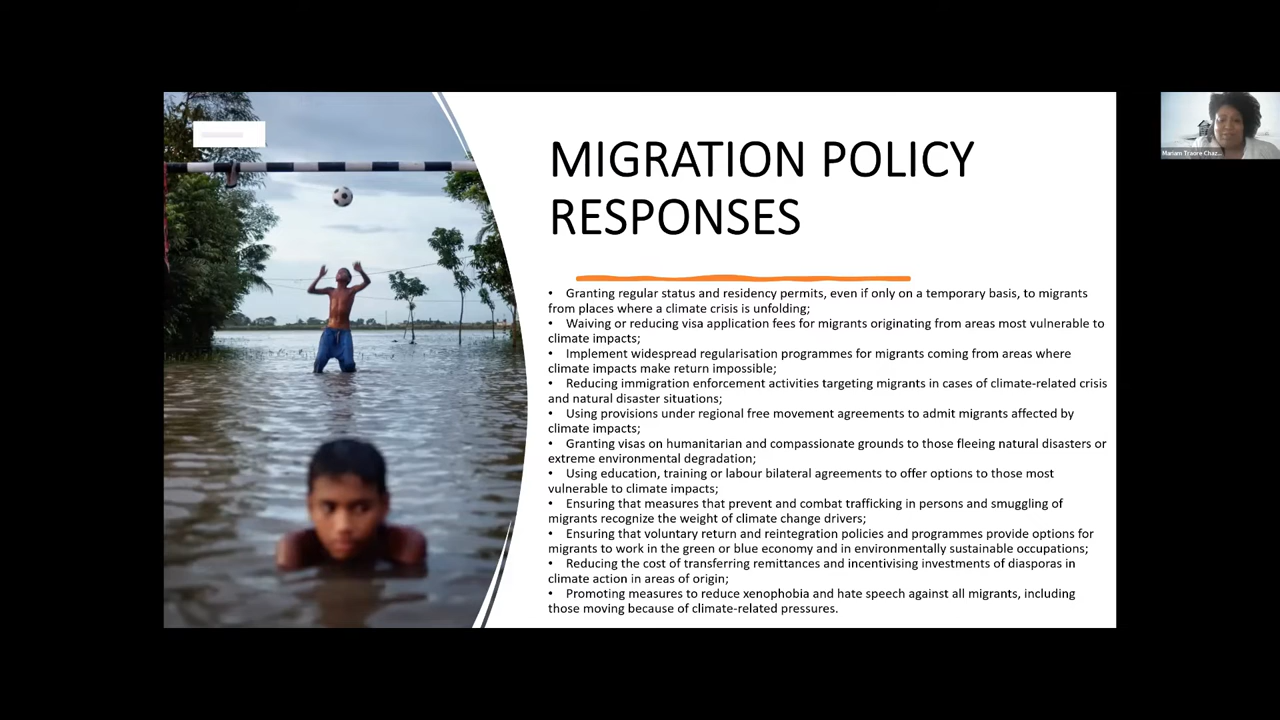 MIGRATION POLICY
RESPONSES
• Granting regular status and residency permits, even if only on a temporary basis, to migrants
from places where a climate crisis is unfolding;
• Waiving or reducing visa application fees for migrants originating from areas most vulnerable to
climate impacts;
• Implement widespread regularisation programmes for migrants coming from areas where
climate impacts make return impossible;
• Reducing immigration enforcement activities targeting migrants in cases of climate-related crisis
and natural disaster situations;
• Using provisions under regional free movement agreements to admit migrants affected by
climate impacts;
• Granting visas on humanitarian and compassionate grounds to those fleeing natural disasters or
extreme environmental degradation;
• Using education, training or labour bilateral agreements to offer options to those most
vulnerable to climate impacts;
• Ensuring that measures that prevent and combat trafficking in persons and smuggling of
migrants recognize the weight of climate change drivers;
• Ensuring that voluntary return and reintegration policies and programmes provide options for
migrants to work in the green or blue economy and in environmentally sustainable occupations;
• Reducing the cost of transferring remittances and incentivising investments of diasporas in
climate action in areas of origin;
• Promoting measures to reduce xenophobia and hate speech against all migrants, including
those moving because of climate-related pressures.
Mariam Traore Chaz...